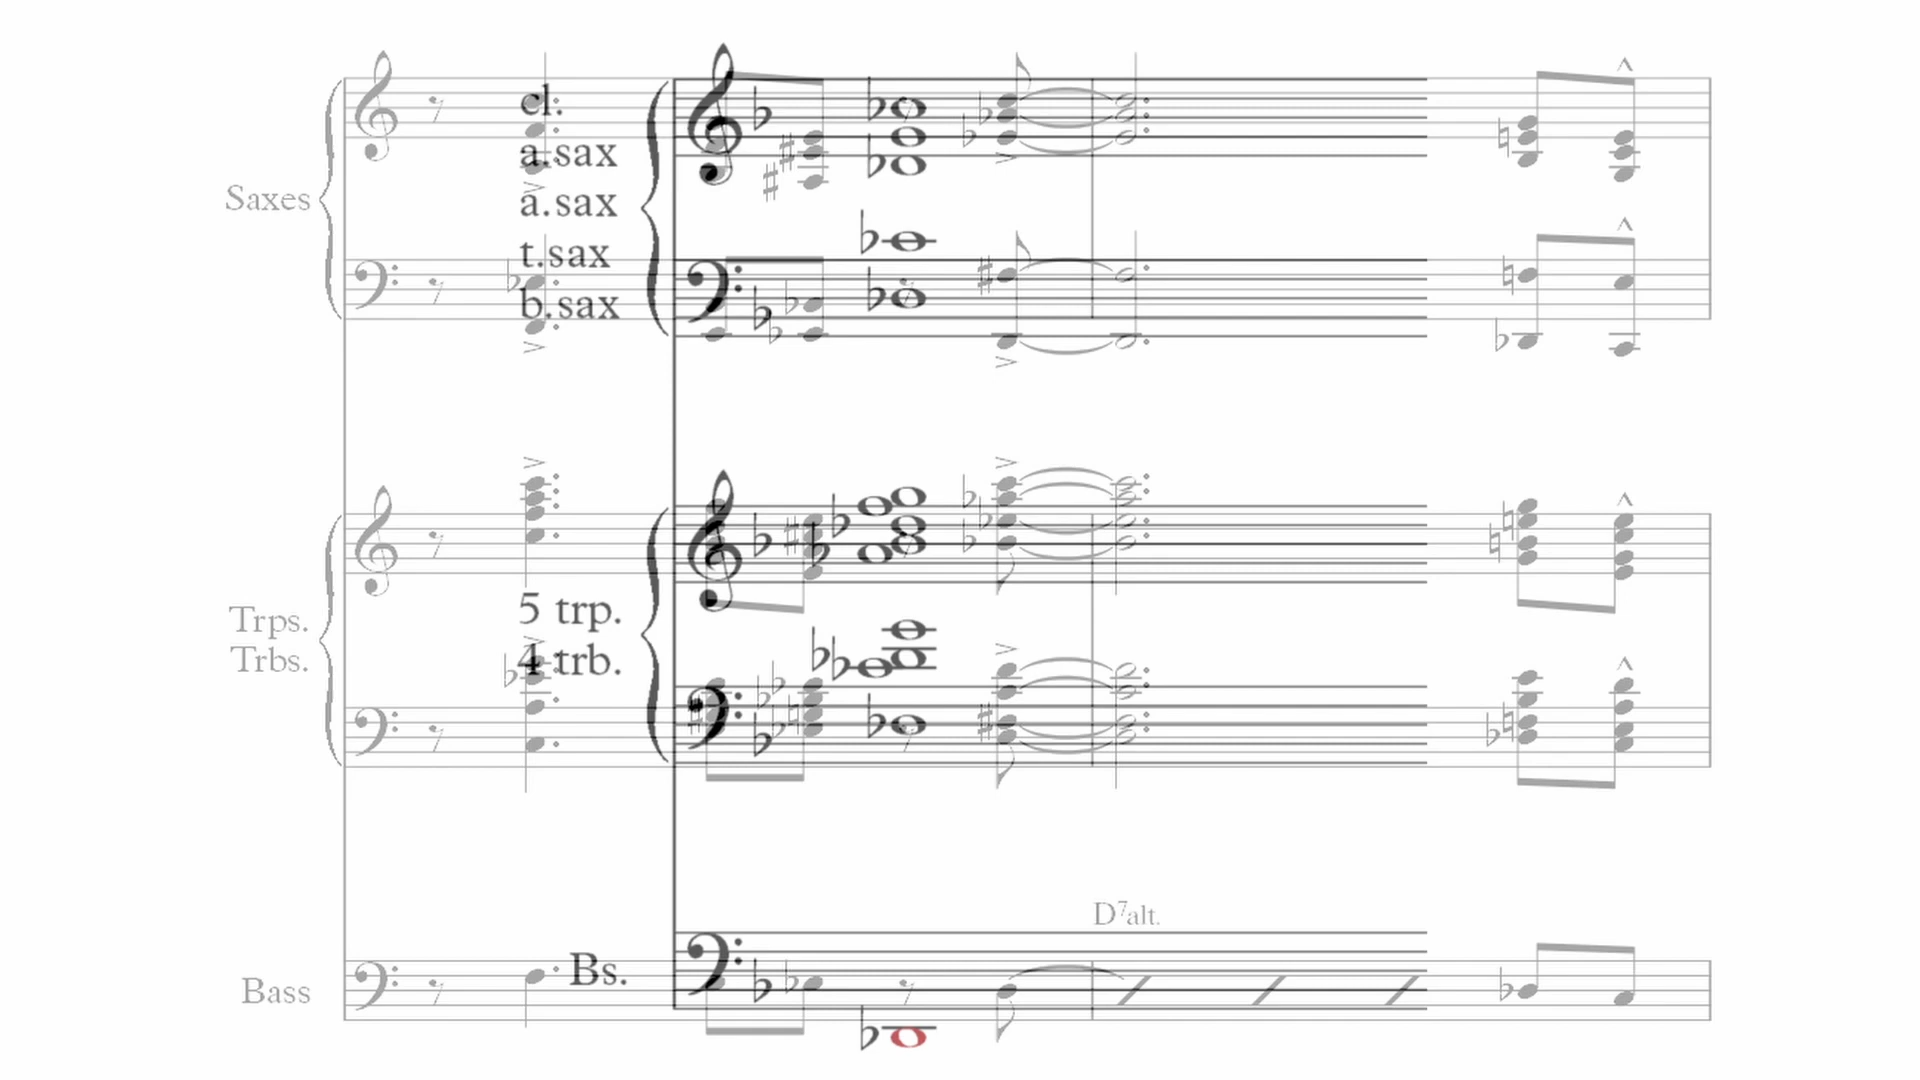 cl.
a.sax
Saxes
a.sax
t.sax
b.sax
5 trp.
Trps.
Trbs.
4 trb.
D7alt.
Bs.
Bass